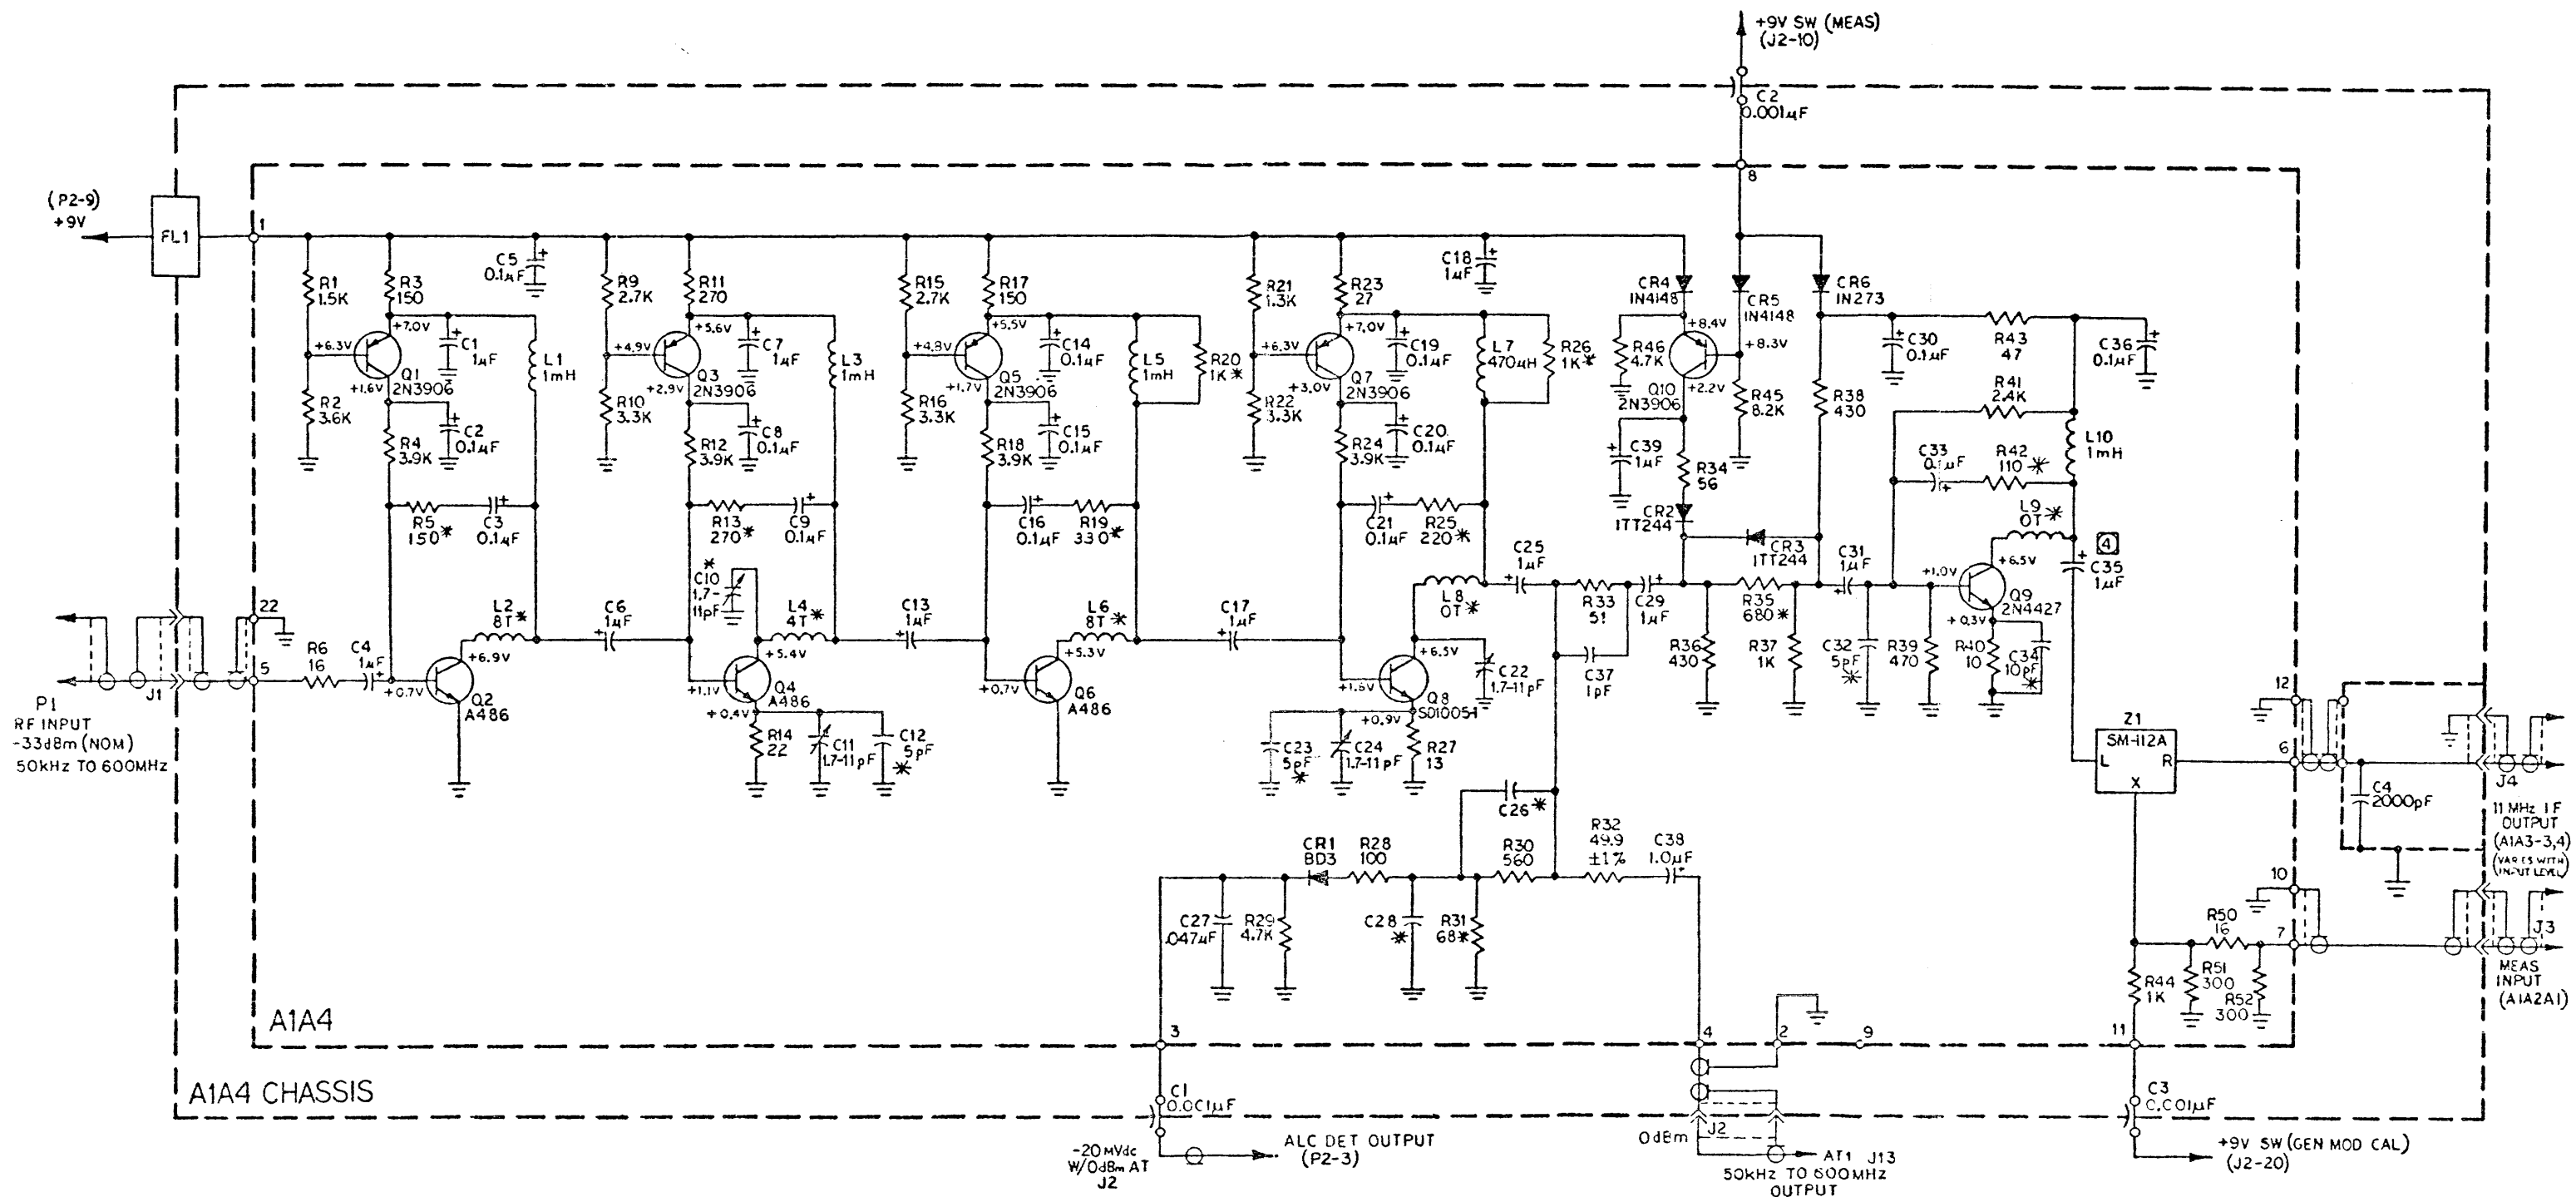 +9V SW (MEAS)
(J2-10)
C2
0.001µF
8
(P2-9)
+9V
FL1
1
R1
1.5K
R3
150
C5
0.1µF
+
R9
2.7K
R11
270
R15
2.7K
R17
150
R21
1.3K
R23
27
C18
1µF
+
CR4
1N4148
CR5
1N4148
CR6
1N273
+7.0V
+6.3V
+1.6V
Q1
2N3906
C1
1µF
L1
1mH
R2
3.6K
R4
3.9K
C2
0.1µF
R5
150*
C3
0.1µF
+5.6V
+4.9V
+2.9V
Q3
2N3906
C7
1µF
L3
1mH
R10
3.3K
R12
3.9K
C8
0.1µF
R13
270*
C9
0.1µF
+5.5V
+4.8V
+1.7V
Q5
2N3906
C14
0.1µF
L5
1mH
R20
1K*
R16
3.3K
R18
3.9K
C15
0.1µF
C16
0.1µF
R19
330*
+7.0V
+6.3V
+3.0V
Q7
2N3906
C19
0.1µF
L7
470µH
R26
1K*
R22
3.3K
R24
3.9K
C20
0.1µF
C21
0.1µF
R25
220*
+8.4V
+8.3V
+2.2V
R46
4.7K
Q10
2N3906
R45
8.2K
R38
430
C39
1µF
R34
56
CR2
ITT244
CR3
ITT244
C30
0.1µF
R43
47
C36
0.1µF
R41
2.4K
L10
1mH
C33
0.1µF
R42
110*
L9
0T*
4
C35
1µF
+6.5V
+1.0V
+0.3V
Q9
2N4427
C31
1µF
C32
5pF
*
R39
470
R40
10
C34
10pF
*
22
5
J1
P1
RF INPUT
-33dBm (NOM)
50kHz TO 600MHz
R6
16
C4
1µF
+0.7V
+6.9V
Q2
A486
L2
8T*
C6
1µF
*
C10
1.7-
11pF
L4
4T*
+5.4V
+1.1V
+0.4V
Q4
A486
R14
22
C11
1.7-11pF
C12
5pF
*
C13
1µF
L6
8T*
+5.3V
+0.7V
Q6
A486
C17
1µF
L8
0T*
+6.5V
+1.6V
+0.9V
Q8
SD1005-1
C22
1.7-11pF
C23
5pF
*
C24
1.7-11pF
R27
13
C25
1µF
R33
51
C29
1µF
C37
1pF
R36
430
R35
680*
R37
1K
C26*
CR1
BD3
R28
100
R30
560
R32
49.9
±1%
C38
1.0µF
C27
.047µF
R29
4.7K
C28
*
R31
68*
Z1
SM-112A
L
R
X
12
6
C4
2000pF
J4
11 MHz IF
OUTPUT
(A1A3-3,4)
(VARIES WITH
INPUT LEVEL)
10
7
R50
16
R51
300
R52
300
R44
1K
J3
MEAS
INPUT
(A1A2A1)
A1A4
3
4
2
9
11
A1A4 CHASSIS
C1
0.001µF
-20 MVdc
W/0dBm AT
J2
ALC DET OUTPUT
(P2-3)
0dBm
J2
AT1 J13
50kHz TO 600MHz
OUTPUT
C3
0.001µF
+9V SW (GEN MOD CAL)
(J2-20)